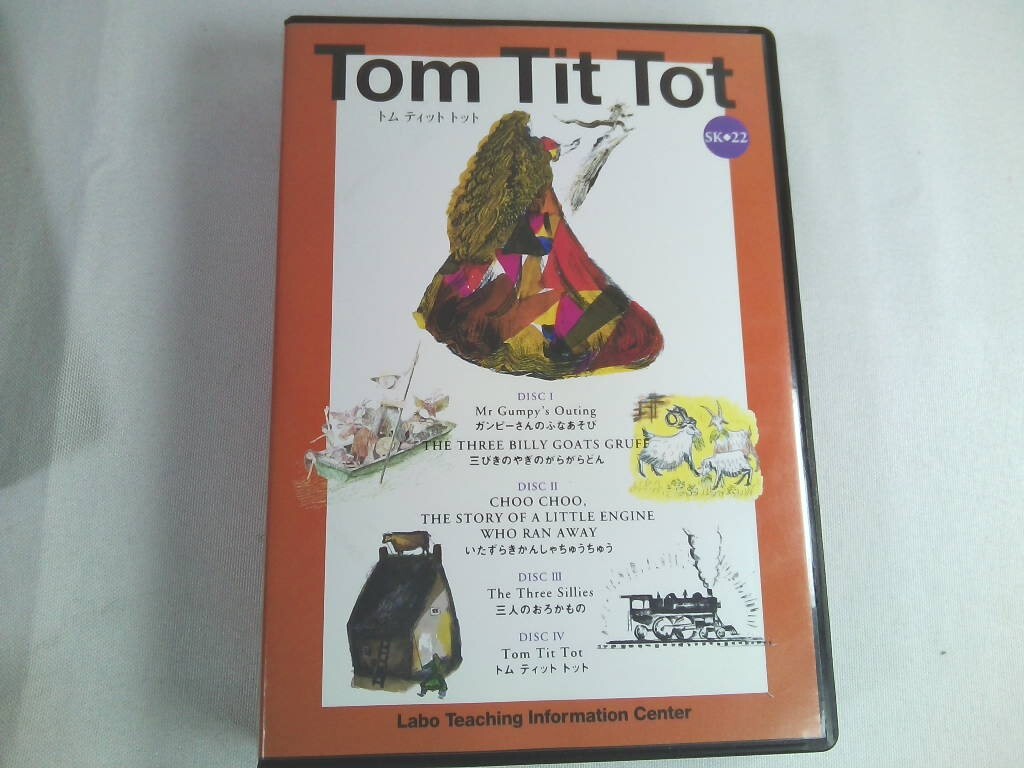 Tom Tit Tot
トム ティット トット
SK◆22
DISC I
Mr Gumpy's Outing
ガンピーさんのふなあそび
THE THREE BILLY GOATS GRUFF
三びきのやぎのがらがらどん
DISC II
CHOO CHOO,
THE STORY OF A LITTLE ENGINE
WHO RAN AWAY
いたずらきかんしゃちゅうちゅう
DISC III
The Three Sillies
三人のおろかもの
DISC IV
Tom Tit Tot
トム ティット トット
Labo Teaching Information Center